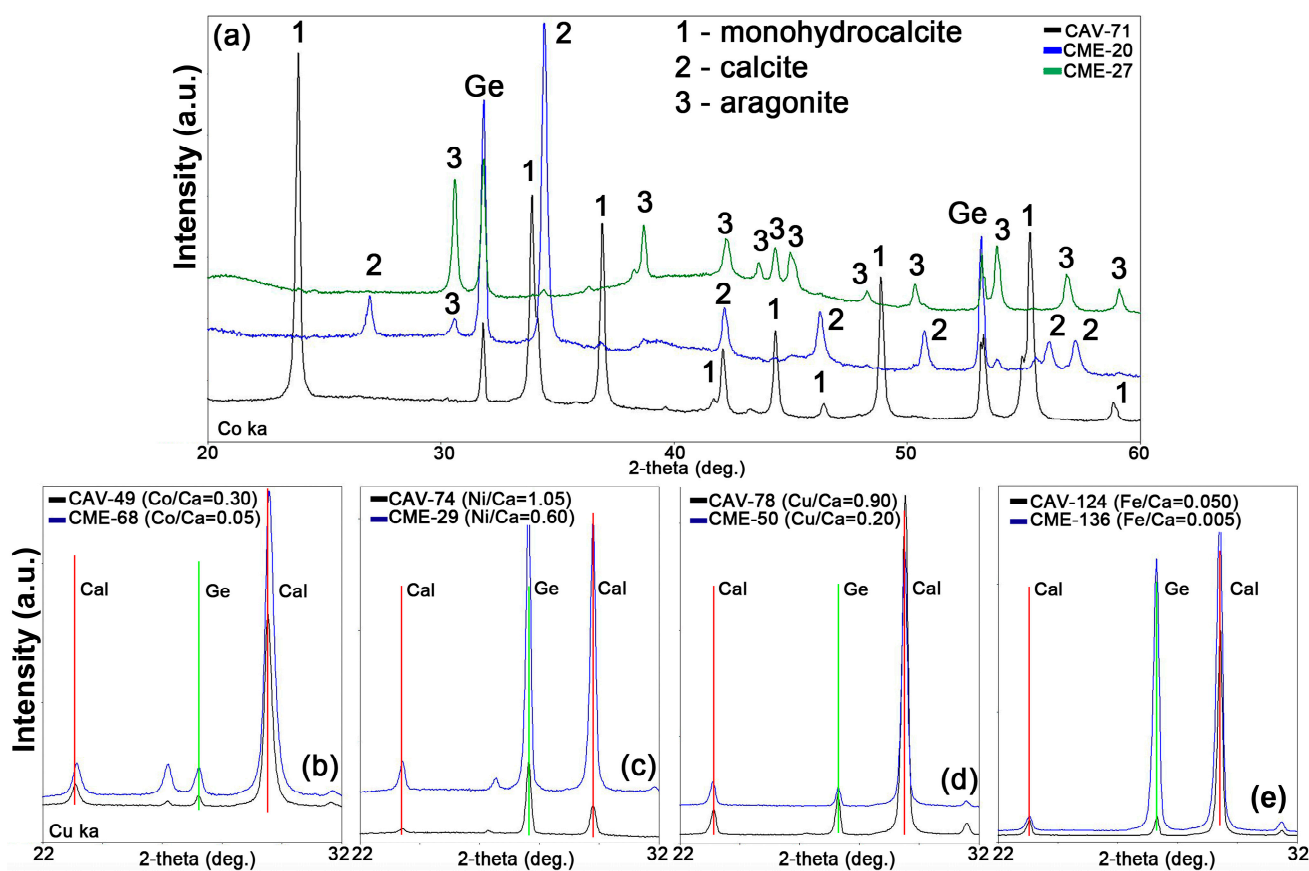 (a)
1 - monohydrocalcite
2 - calcite
3 - aragonite
CAV-71
CME-20
CME-27
Intensity (a.u.)
1
2
Ge
3
1
1
3
2
3
3
3
3
3
3
1
3
Ge
3
1
3
3
2
1
2
1
1
2
2
2
1
Co ka
20
30
40
50
60
2-theta (deg.)
CAV-49 (Co/Ca=0.30)
CME-68 (Co/Ca=0.05)
Cal
Ge
Cal
(b)
Intensity (a.u.)
Cu ka
22
2-theta (deg.)
32
CAV-74 (Ni/Ca=1.05)
CME-29 (Ni/Ca=0.60)
Cal
Ge
Cal
(c)
22
2-theta (deg.)
32
CAV-78 (Cu/Ca=0.90)
CME-50 (Cu/Ca=0.20)
Cal
Ge
Cal
(d)
22
2-theta (deg.)
32
CAV-124 (Fe/Ca=0.050)
CME-136 (Fe/Ca=0.005)
Cal
Ge
Cal
(e)
22
2-theta (deg.)
32